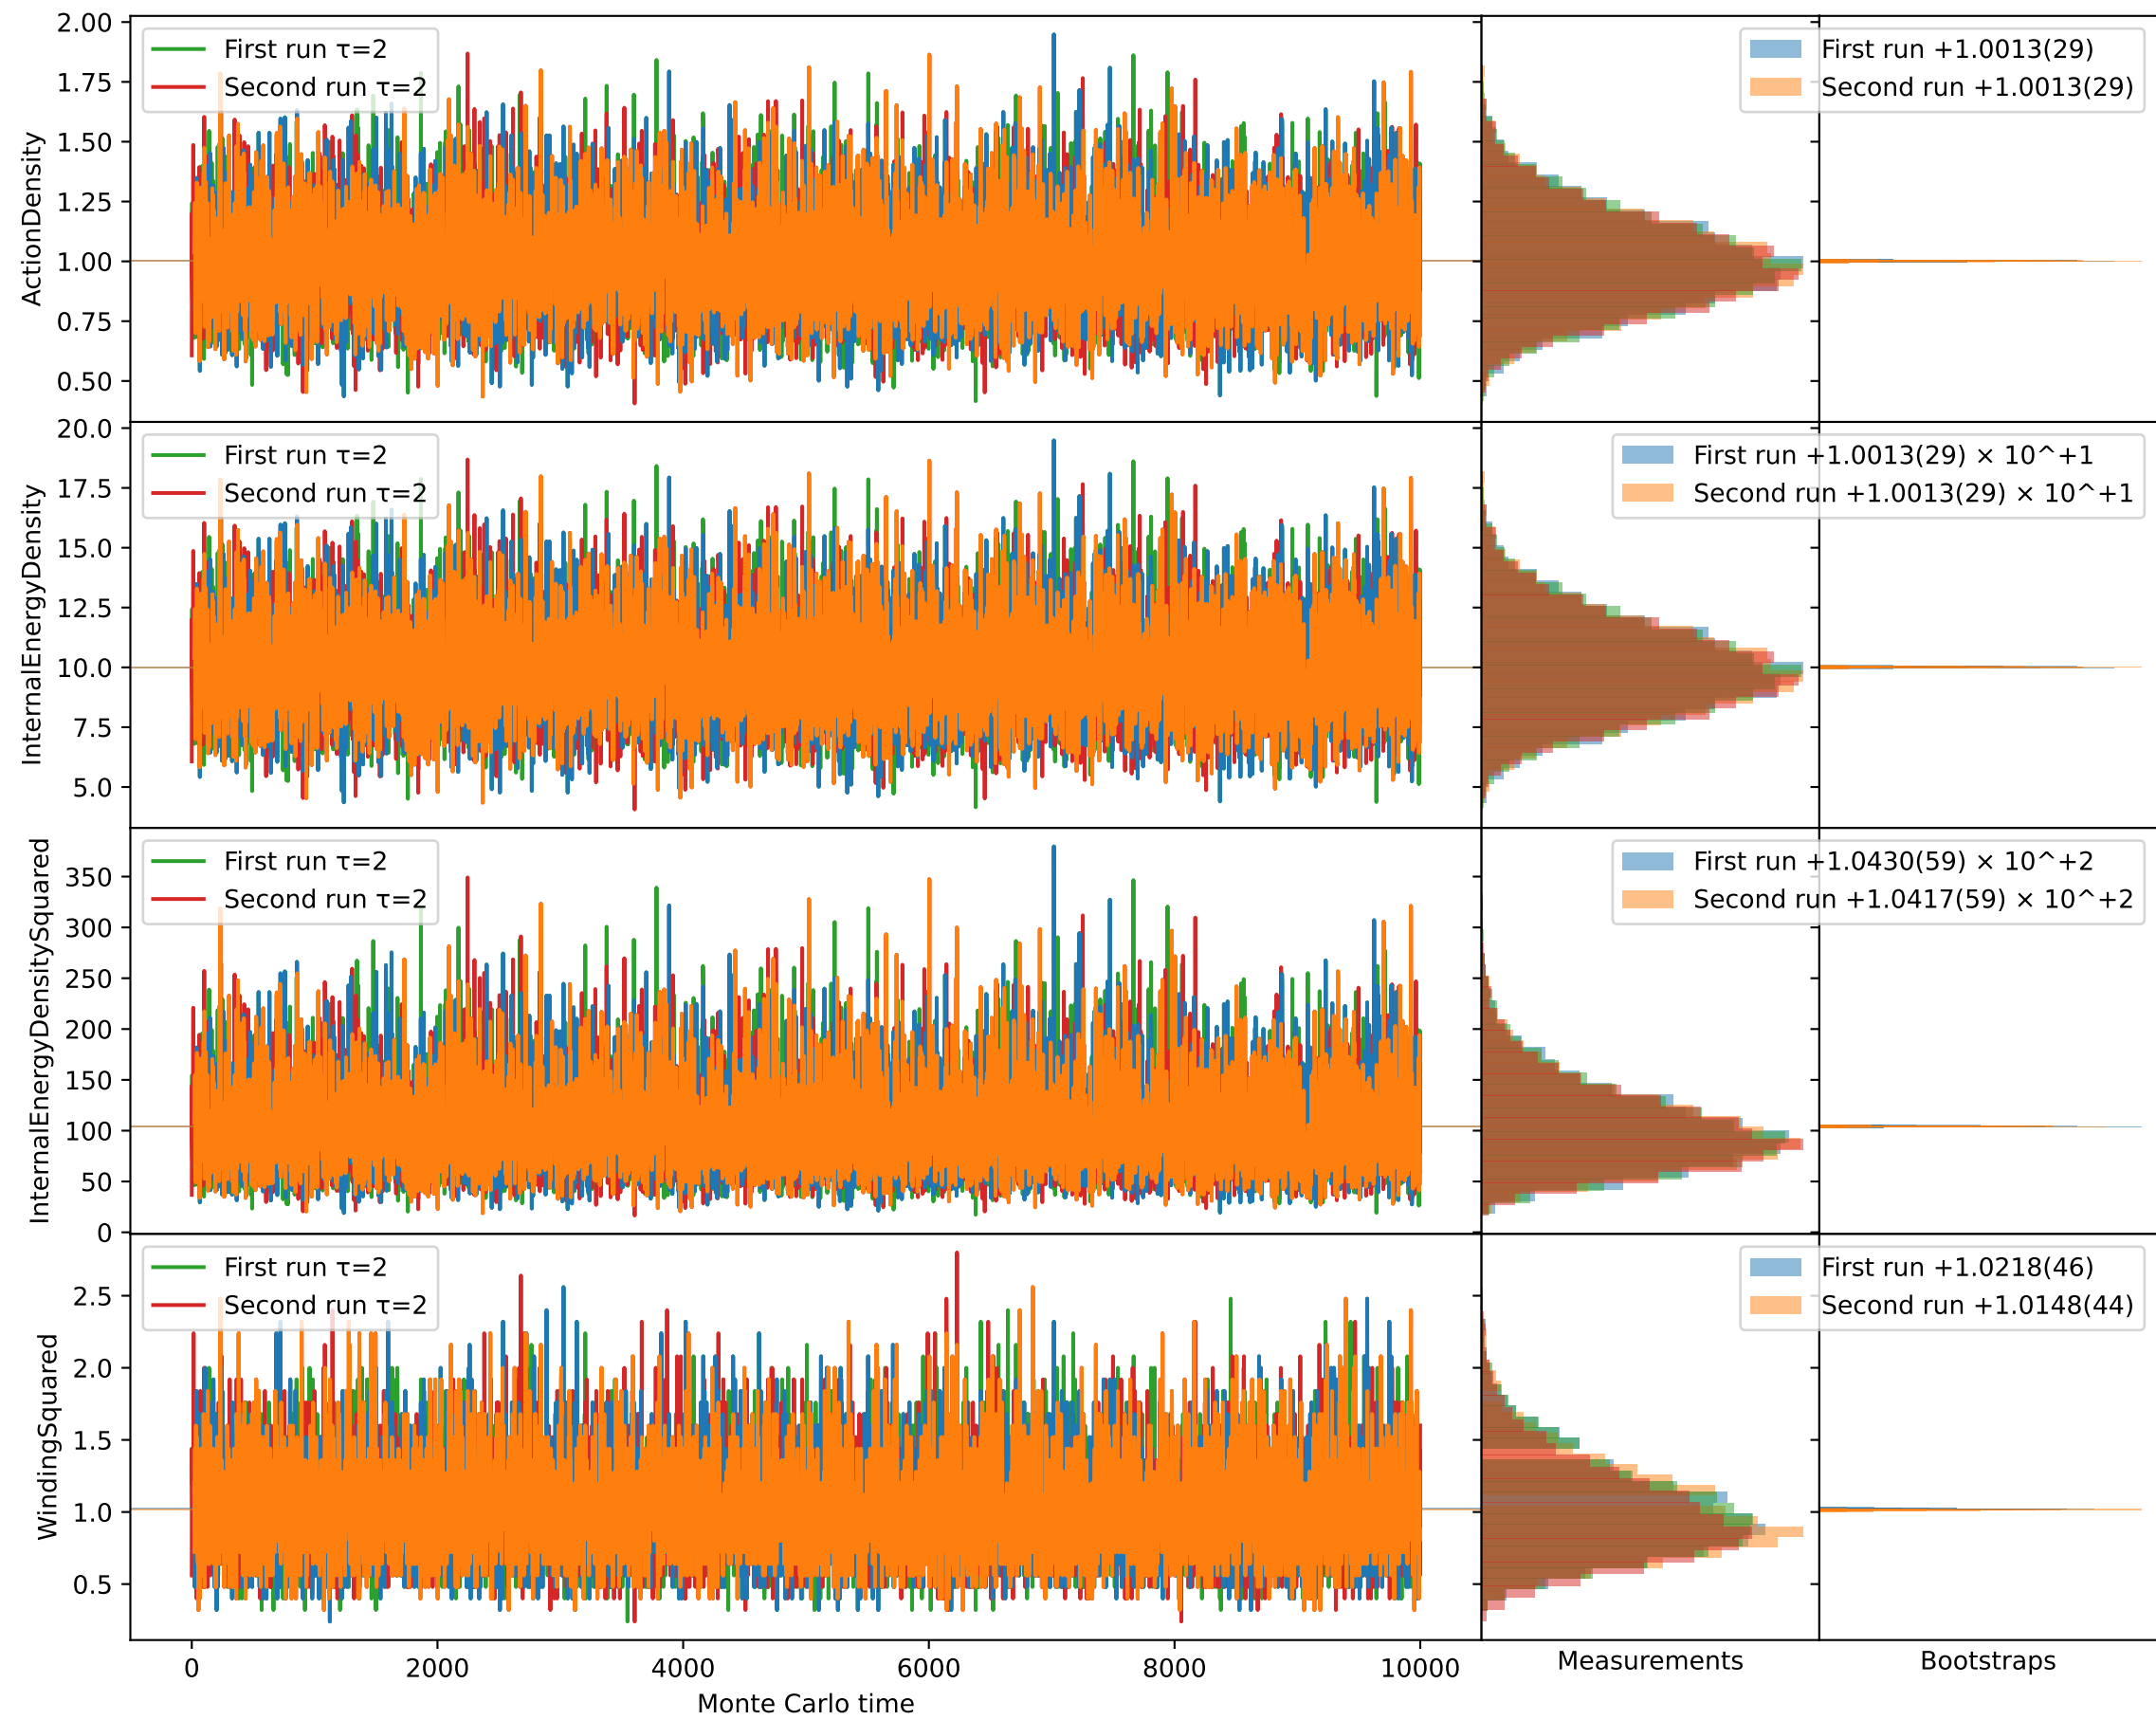 ActionDensity
2.00
1.75
1.50
1.25
1.00
0.75
0.50
First run τ=2
Second run τ=2
First run +1.0013(29)
Second run +1.0013(29)
InternalEnergyDensity
20.0
17.5
15.0
12.5
10.0
7.5
5.0
First run τ=2
Second run τ=2
First run +1.0013(29) × 10^+1
Second run +1.0013(29) × 10^+1
InternalEnergyDensitySquared
350
300
250
200
150
100
50
0
First run τ=2
Second run τ=2
First run +1.0430(59) × 10^+2
Second run +1.0417(59) × 10^+2
WindingSquared
2.5
2.0
1.5
1.0
0.5
First run τ=2
Second run τ=2
First run +1.0218(46)
Second run +1.0148(44)
0 2000 4000 6000 8000 10000
Monte Carlo time
Measurements
Bootstraps